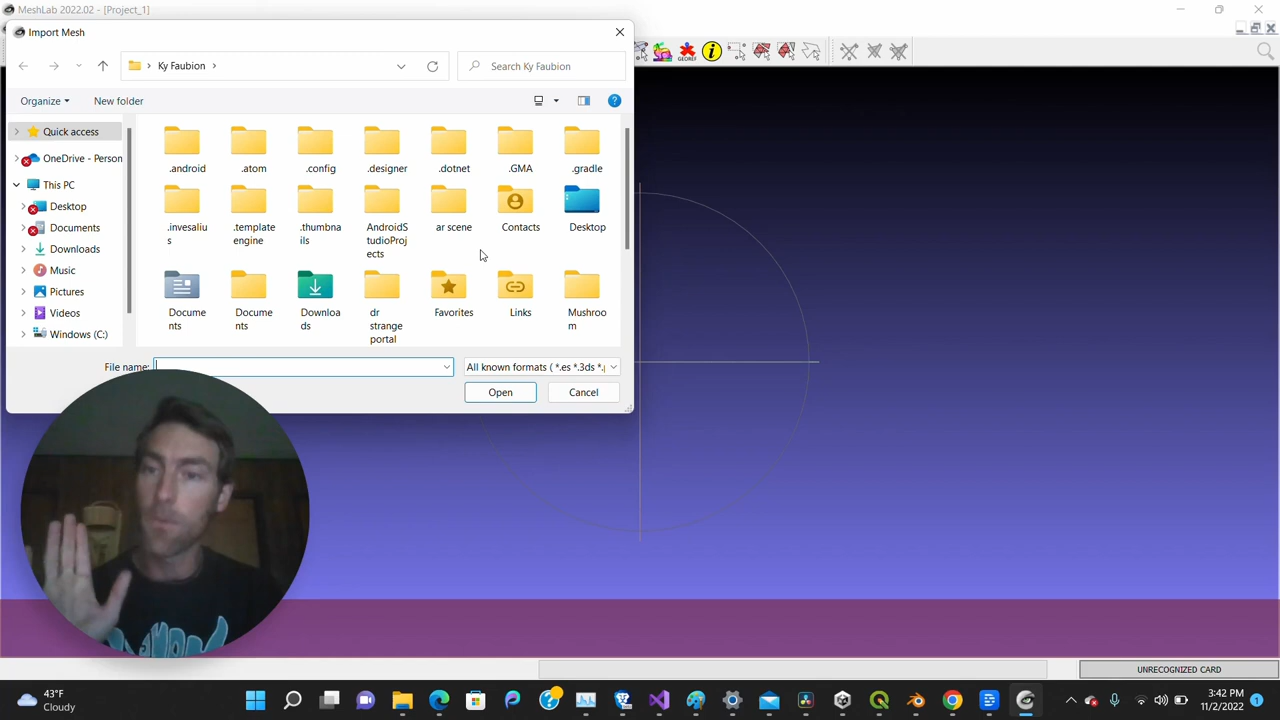 MeshLab 2022.02 - [Project_1]
Import Mesh
Ky Faubion
Search Ky Faubion
Organize
New folder
GEOREF
Quick access
OneDrive - Person
This PC
Desktop
Documents
Downloads
Music
Pictures
Videos
Windows (C:)
.android
.atom
.config
.designer
.dotnet
.GMA
.gradle
.invesaliu
s
.template
engine
.thumbna
ils
AndroidS
tudioProj
ects
ar scene
Contacts
Desktop
Docume
nts
Docume
nts
Downloa
ds
dr
strange
portal
Favorites
Links
Mushroo
m
File name:
All known formats ( *.es *.3ds *.
Open
Cancel
UNRECOGNIZED CARD
43°F
Cloudy
3:42 PM
11/2/2022
1